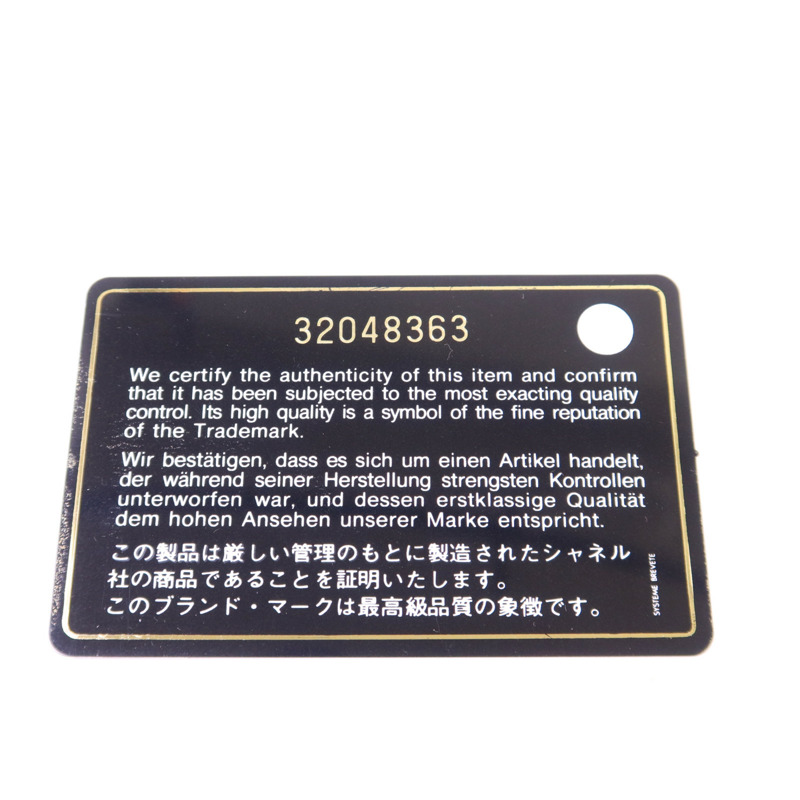 32048363
We certify the authenticity of this item and confirm
that it has been subjected to the most exacting quality
control. Its high quality is a symbol of the fine reputation
of the Trademark.
Wir bestätigen, dass es sich um einen Artikel handelt,
der während seiner Herstellung strengsten Kontrollen
unterworfen war, und dessen erstklassige Qualität
dem hohen Ansehen unserer Marke entspricht.
この製品は厳しい管理のもとに製造されたシャネル
社の商品であることを証明いたします。
このブランド・マークは最高級品質の象徴です。
SYSTEME BREVETE